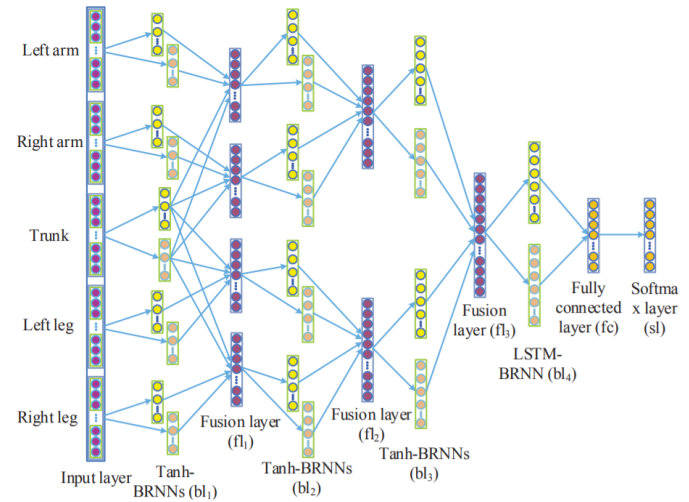 Left arm
Right arm
Trunk
Left leg
Right leg
Input layer
Tanh-
BRNNs (bl1)
Fusion layer
(fl1)
Tanh-BRNNs
(bl2)
Fusion layer
(fl2)
Tanh-BRNNs
(bl3)
Fusion
layer (fl3)
LSTM-
BRNN (bl4)
Fully
connected
layer (fc)
Softma
x layer
(sl)